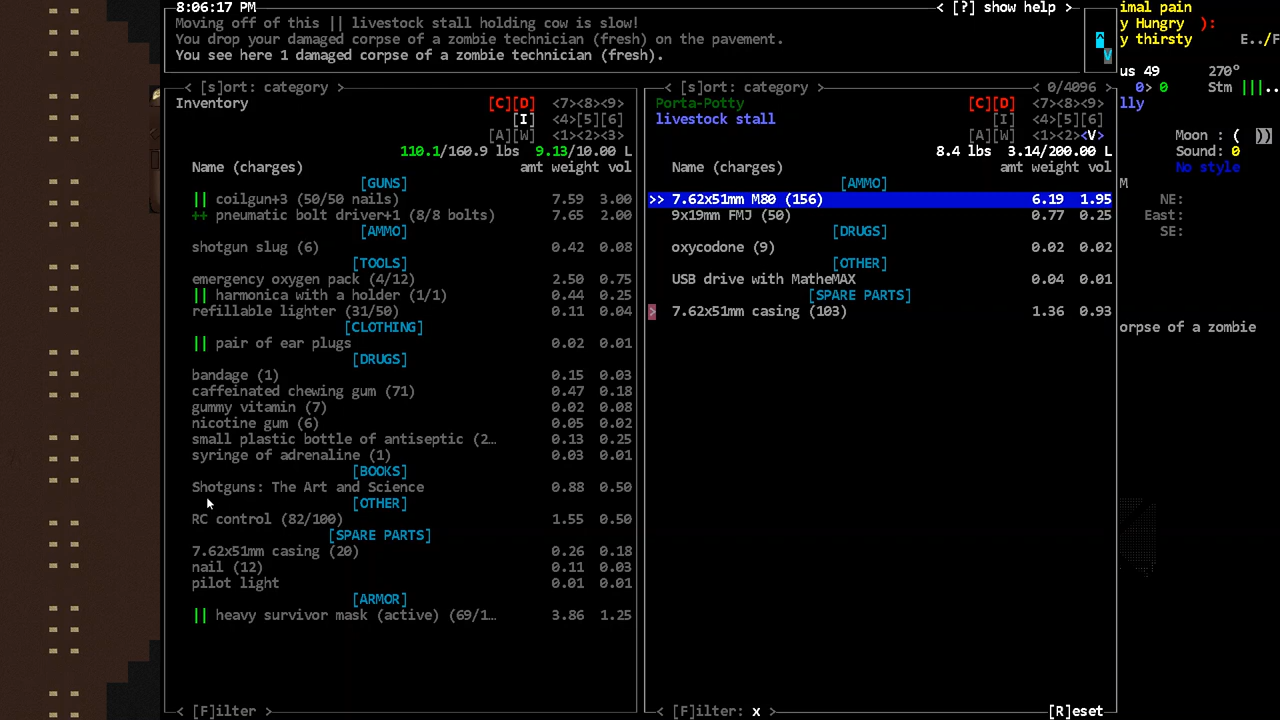 8:06:17 PM
< [?] show help >
Moving off of this || livestock stall holding cow is slow!
You drop your damaged corpse of a zombie technician (fresh) on the pavement.
You see here 1 damaged corpse of a zombie technician (fresh).
^
V
< [s]ort: category >
Inventory
[C][D] <7><8><9>
[I] <4>[5][6]
[A][W] <1><2><3>
110.1/160.9 lbs 9.13/10.00 L
Name (charges) amt weight vol
[GUNS]
|| coilgun+3 (50/50 nails) 7.59 3.00
++ pneumatic bolt driver+1 (8/8 bolts) 7.65 2.00
[AMMO]
shotgun slug (6) 0.42 0.08
[TOOLS]
emergency oxygen pack (4/12) 2.50 0.75
|| harmonica with a holder (1/1) 0.44 0.25
refillable lighter (31/50) 0.11 0.04
[CLOTHING]
|| pair of ear plugs 0.02 0.01
[DRUGS]
bandage (1) 0.15 0.03
caffeinated chewing gum (71) 0.47 0.18
gummy vitamin (7) 0.02 0.08
nicotine gum (6) 0.05 0.02
small plastic bottle of antiseptic (2… 0.13 0.25
syringe of adrenaline (1) 0.03 0.01
[BOOKS]
Shotguns: The Art and Science 0.88 0.50
[OTHER]
RC control (82/100) 1.55 0.50
[SPARE PARTS]
7.62x51mm casing (20) 0.26 0.18
nail (12) 0.11 0.03
pilot light 0.01 0.01
[ARMOR]
|| heavy survivor mask (active) (69/1… 3.86 1.25
< [F]ilter >
< [s]ort: category >
< 0/4096 >
Porta-Potty
livestock stall
[C][D] <7><8><9>
[I] <4>[5][6]
[A][W] <1><2><V>
8.4 lbs 3.14/200.00 L
Name (charges) amt weight vol
[AMMO]
>> 7.62x51mm M80 (156) 6.19 1.95
9x19mm FMJ (50) 0.77 0.25
[DRUGS]
oxycodone (9) 0.02 0.02
[OTHER]
USB drive with MatheMAX 0.04 0.01
[SPARE PARTS]
> 7.62x51mm casing (103) 1.36 0.93
< [F]ilter: x >
[R]eset
imal pain
y Hungry ):
y thirsty E../F
us 49 270°
0> 0 Stm |||..
lly
Moon : ( ))
Sound: 0
No style
M
NE:
East:
SE:
orpse of a zombie